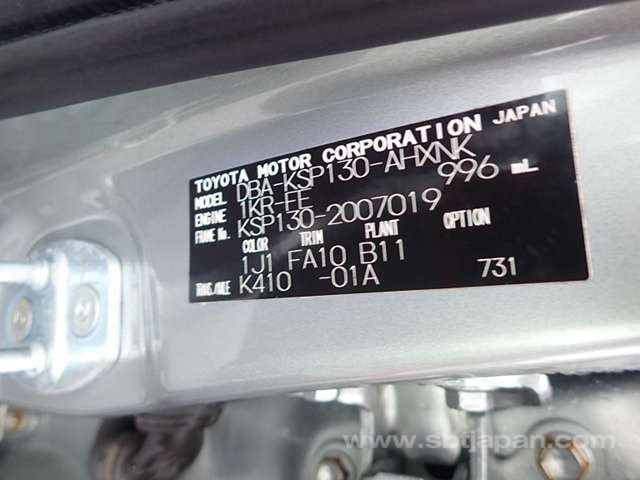 TOYOTA MOTOR CORPORATION JAPAN
MODEL DBA-KSP130-AHXNK
ENGINE 1KR-FE 996 mL
FRAME No. KSP130-2007019
COLOR TRIM PLANT OPTION
1J1 FA10 B11
TRNS/AXLE K410 -01A 731
www.sbtjapan.com